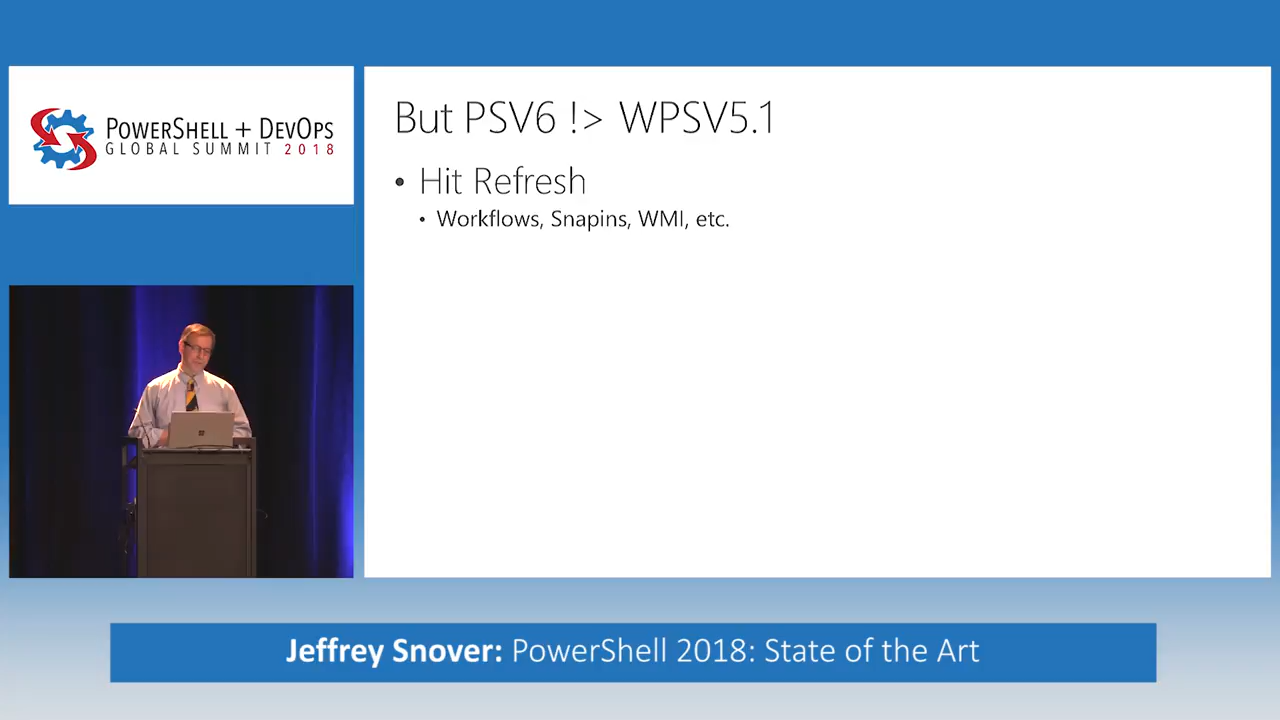 POWERSHELL + DEVOPS
GLOBAL SUMMIT 2018
But PSV6 !> WPSV5.1
• Hit Refresh
• Workflows, Snapins, WMI, etc.
Jeffrey Snover: PowerShell 2018: State of the Art